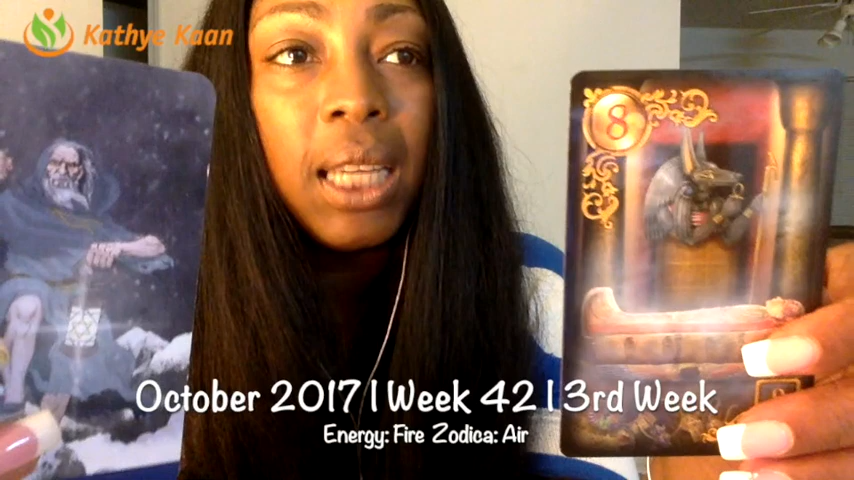 Kathye Kaan
8
October 2017 | Week 42 | 3rd Week
Energy: Fire Zodica: Air